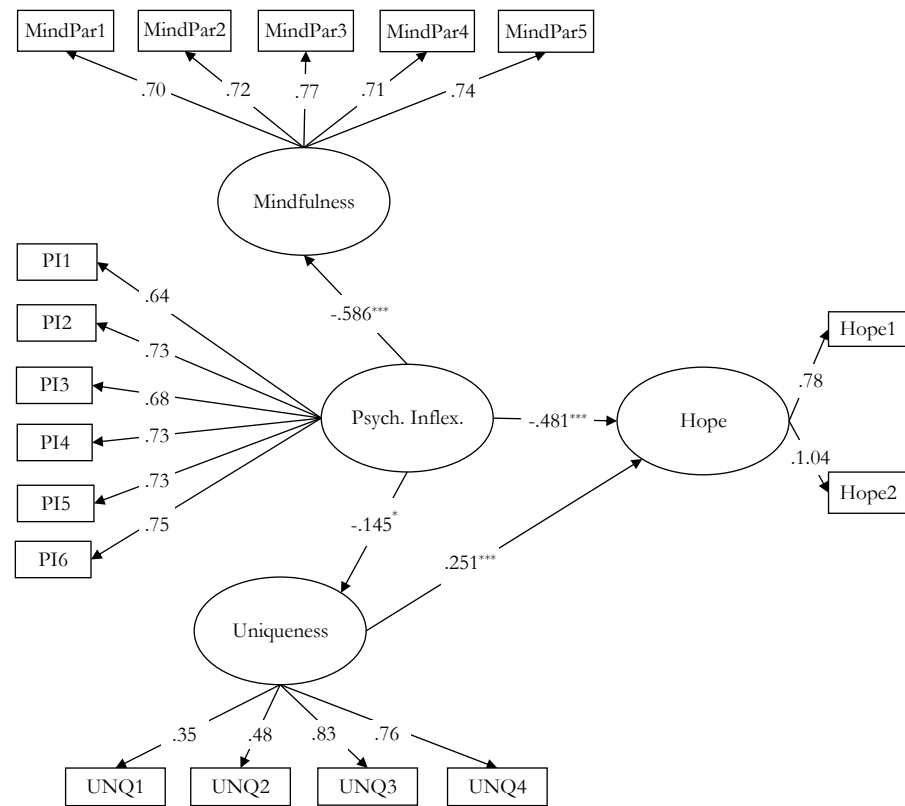 MindPar1 MindPar2 MindPar3 MindPar4 MindPar5
.70 .72 .77 .71 .74
Mindfulness
PI1
.64
-.586***
PI2
.73
Hope1
PI3
.68
.78
Psych. Inflex.
-.481***
Hope
PI4
.73
.1.04
PI5
.73
Hope2
PI6
.75
-.145*
.251***
Uniqueness
.35 .48 .83 .76
UNQ1 UNQ2 UNQ3 UNQ4